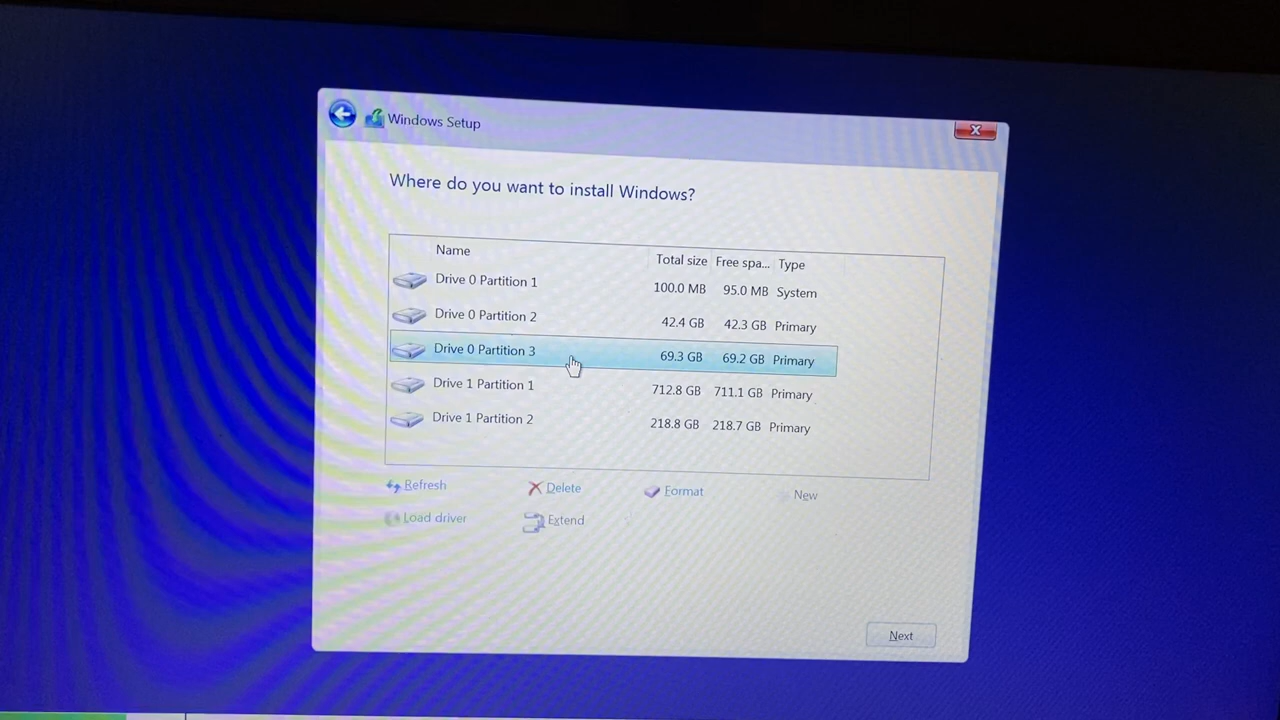 Windows Setup
Where do you want to install Windows?
Name Total size Free spa... Type
Drive 0 Partition 1 100.0 MB 95.0 MB System
Drive 0 Partition 2 42.4 GB 42.3 GB Primary
Drive 0 Partition 3 69.3 GB 69.2 GB Primary
Drive 1 Partition 1 712.8 GB 711.1 GB Primary
Drive 1 Partition 2 218.8 GB 218.7 GB Primary
Refresh Delete Format New
Load driver Extend
Next